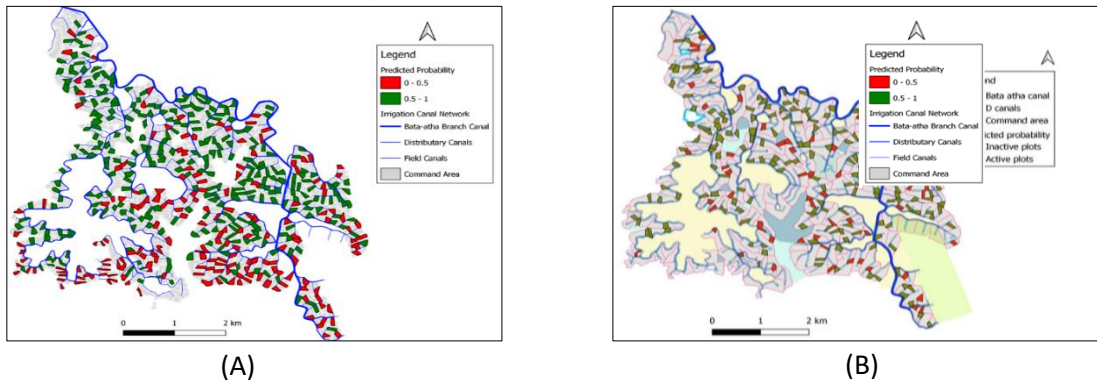 Legend
Predicted Probability
0 - 0.5
0.5 - 1
Irrigation Canal Network
Bata-atha Branch Canal
Distributary Canals
Field Canals
Command Area
0 1 2 km
(A)
Legend
Predicted Probability
0 - 0.5
0.5 - 1
Irrigation Canal Network
Bata-atha Branch Canal
Distributary Canals
Field Canals
Command Area
end
Bata atha canal
D canals
Command area
icted probability
Inactive plots
Active plots
0 1 2 km
(B)